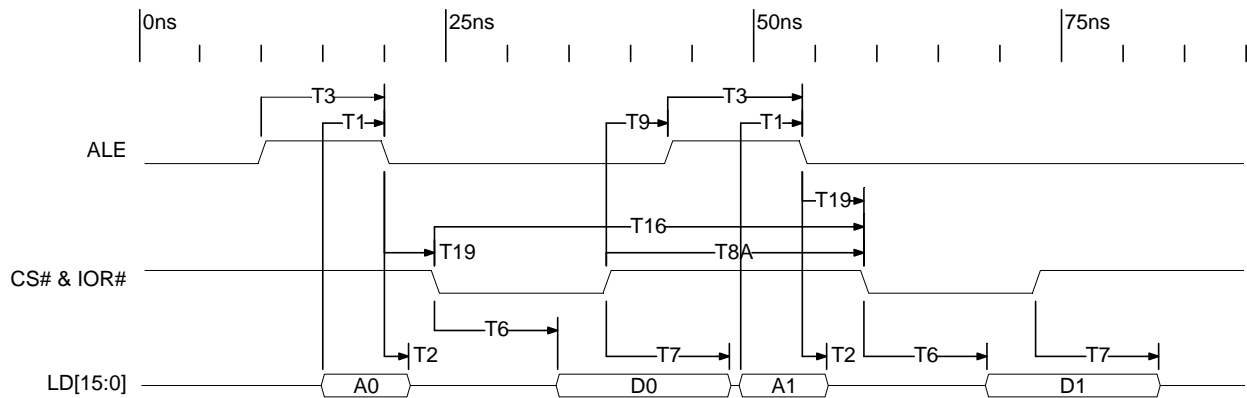 0ns 25ns 50ns 75ns
T3 T3
T1 T9 T1
ALE
T19
T16
T19 T8A
CS# & IOR#
T6 T6
T2 T7 T2 T7
LD[15:0] A0 D0 A1 D1